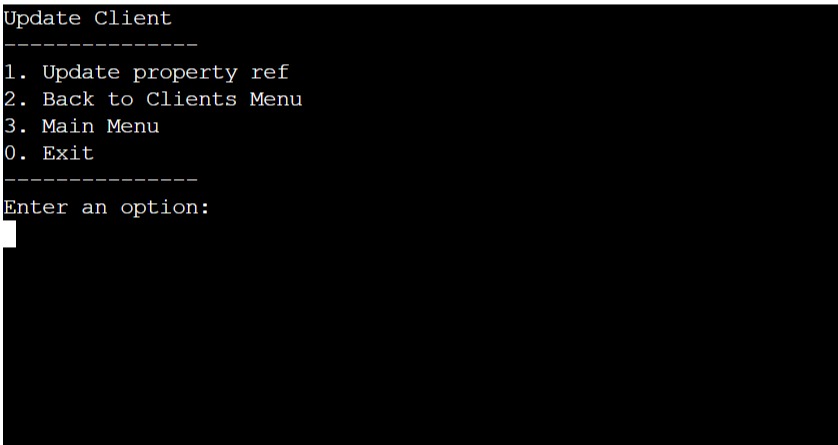 Update Client
---------------
1. Update property ref
2. Back to Clients Menu
3. Main Menu
0. Exit
---------------
Enter an option: